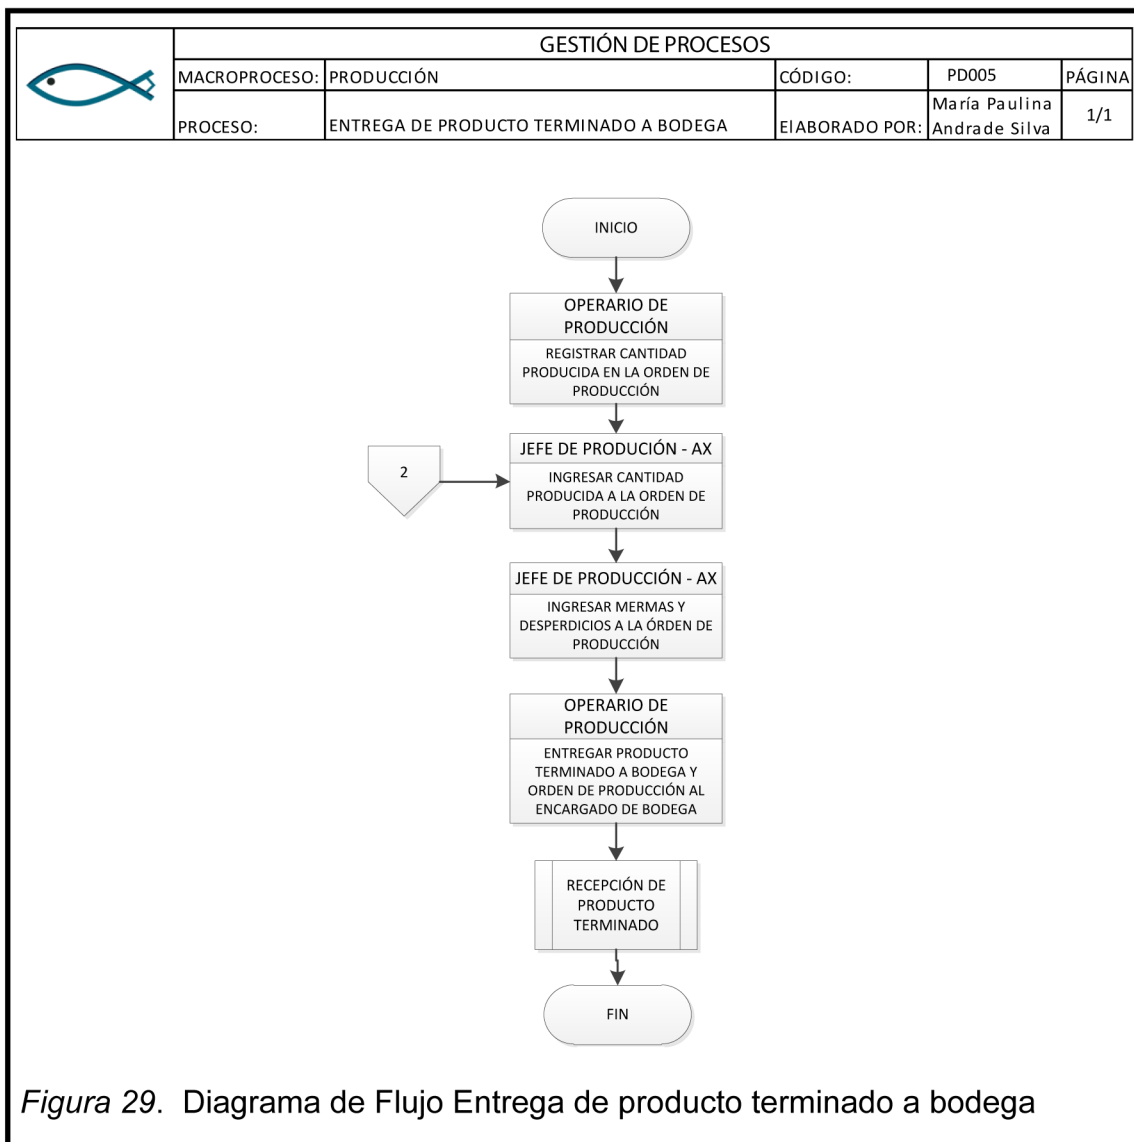 GESTIÓN DE PROCESOS
MACROPROCESO: PRODUCCIÓN CÓDIGO: PD005 PÁGINA
PROCESO: ENTREGA DE PRODUCTO TERMINADO A BODEGA ElABORADO POR: María Paulina
Andrade Silva
1/1
INICIO
OPERARIO DE
PRODUCCIÓN
REGISTRAR CANTIDAD
PRODUCIDA EN LA ORDEN DE
PRODUCCIÓN
2
JEFE DE PRODUCIÓN - AX
INGRESAR CANTIDAD
PRODUCIDA A LA ORDEN DE
PRODUCCIÓN
JEFE DE PRODUCCIÓN - AX
INGRESAR MERMAS Y
DESPERDICIOS A LA ÓRDEN DE
PRODUCCIÓN
OPERARIO DE
PRODUCCIÓN
ENTREGAR PRODUCTO
TERMINADO A BODEGA Y
ORDEN DE PRODUCCIÓN AL
ENCARGADO DE BODEGA
RECEPCIÓN DE
PRODUCTO
TERMINADO
FIN
Figura 29. Diagrama de Flujo Entrega de producto terminado a bodega